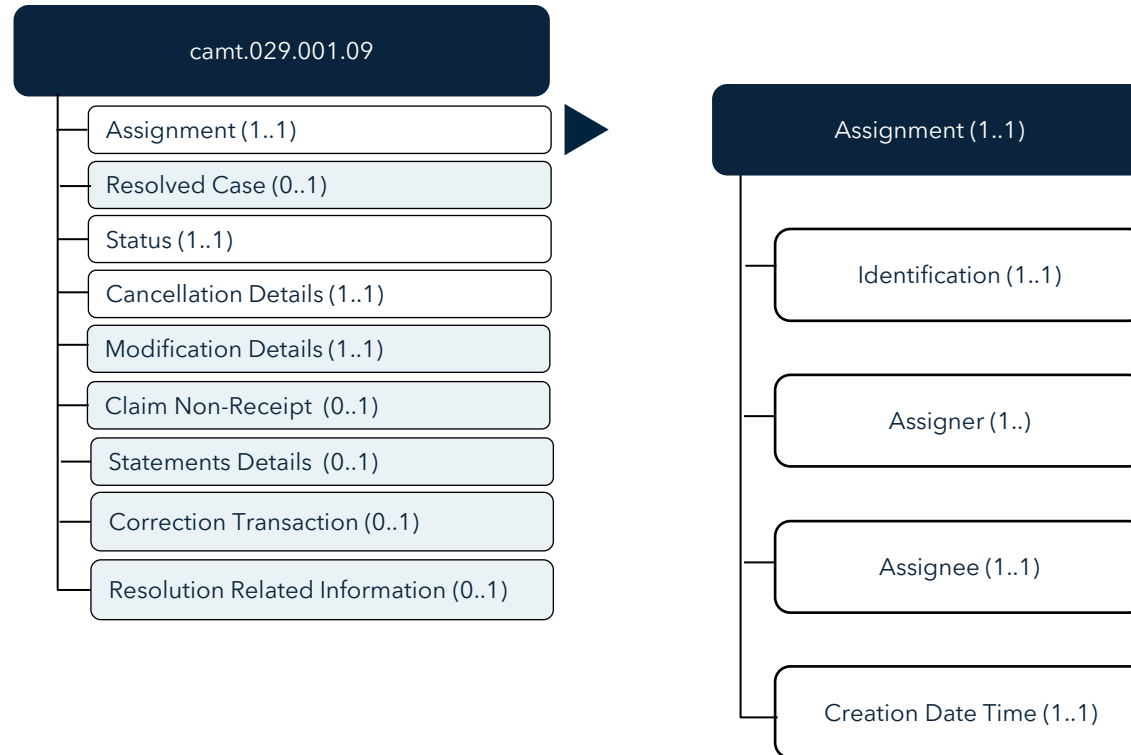 camt.029.001.09
Assignment (1..1)
Resolved Case (0..1)
Status (1..1)
Cancellation Details (1..1)
Modification Details (1..1)
Claim Non-Receipt (0..1)
Statements Details (0..1)
Correction Transaction (0..1)
Resolution Related Information (0..1)
Assignment (1..1)
Identification (1..1)
Assigner (1..)
Assignee (1..1)
Creation Date Time (1..1)